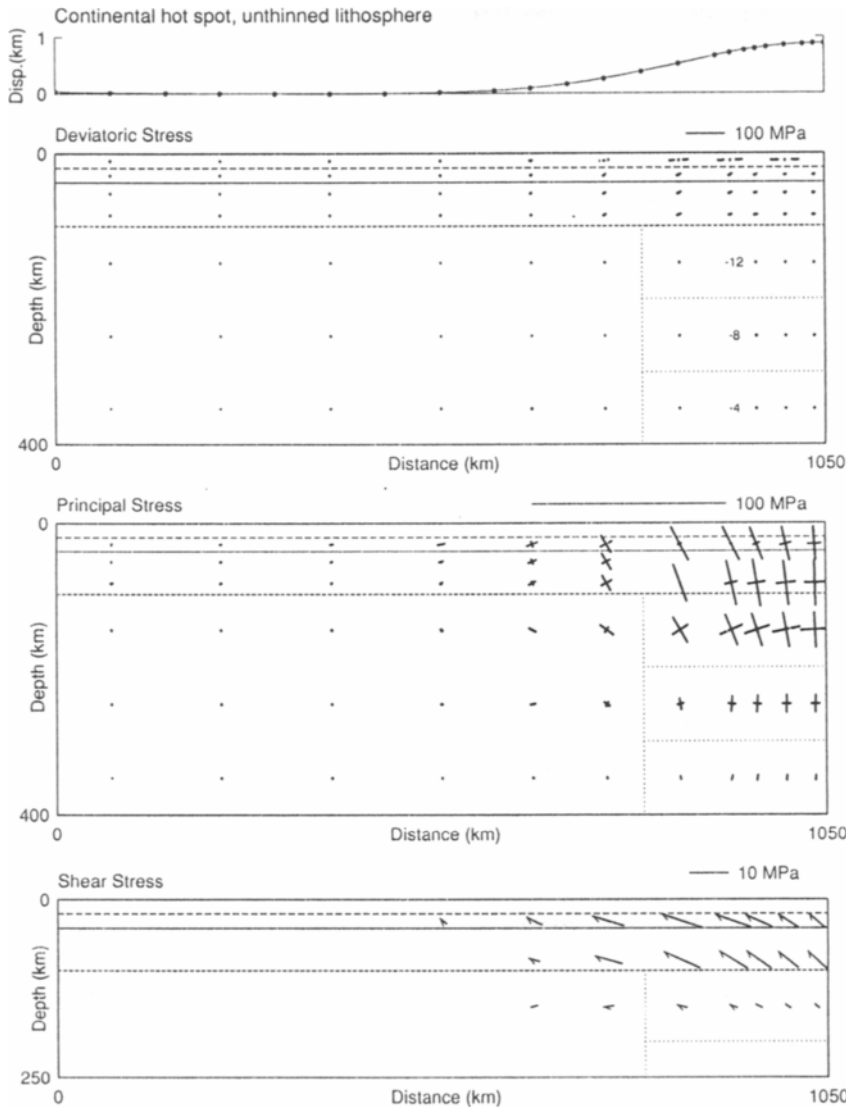 Continental hot spot, unthinned lithosphere
Disp.(km)
1
0
Deviatoric Stress
100 MPa
0
Depth (km)
-12
-8
-4
400
0
Distance (km)
1050
Principal Stress
100 MPa
0
Depth (km)
400
0
Distance (km)
1050
Shear Stress
10 MPa
0
Depth (km)
250
0
Distance (km)
1050